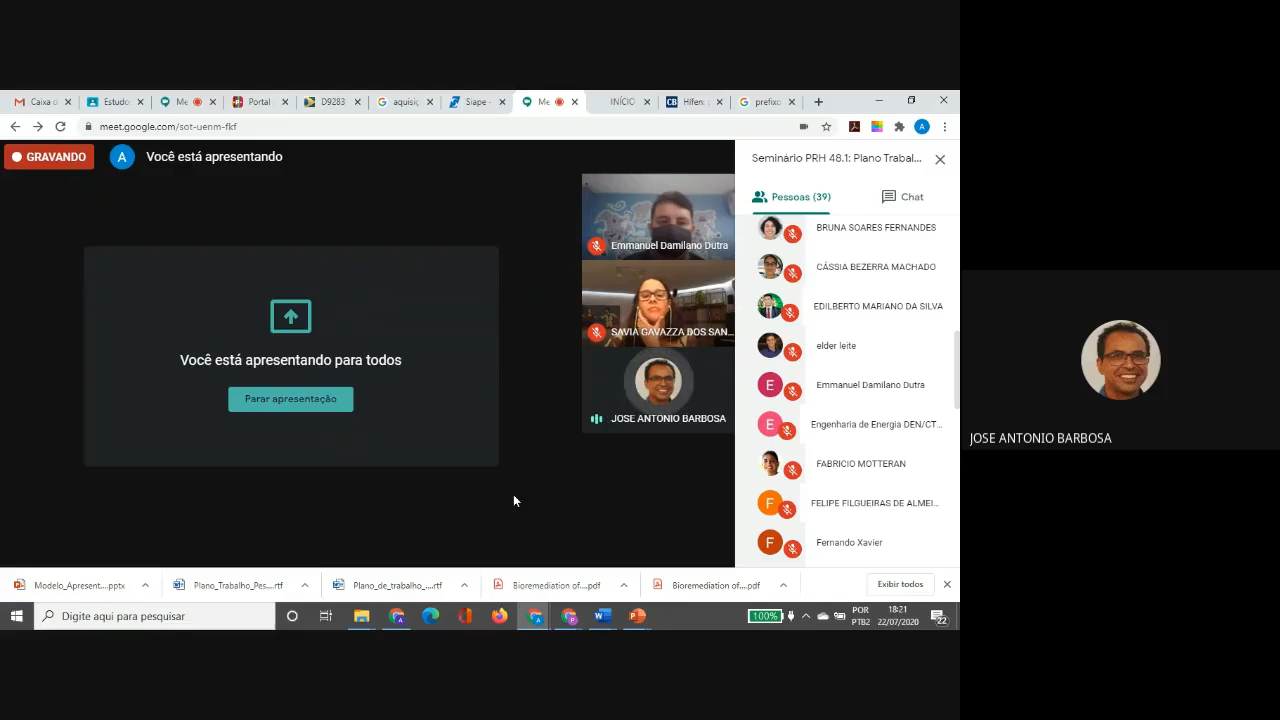 Caixa d
Estudo
Me
Portal
D9283
aquisiç
Siape -
Me
INÍCIO
Hífen: p
prefixo
meet.google.com/sot-uenm-fkf
GRAVANDO
A
Você está apresentando
Seminário PRH 48.1: Plano Trabal...
Pessoas (39)
Chat
Você está apresentando para todos
Parar apresentação
Emmanuel Damilano Dutra
SAVIA GAVAZZA DOS SAN...
JOSE ANTONIO BARBOSA
BRUNA SOARES FERNANDES
CÁSSIA BEZERRA MACHADO
EDILBERTO MARIANO DA SILVA
elder leite
E
Emmanuel Damilano Dutra
E
Engenharia de Energia DEN/CT...
FABRICIO MOTTERAN
F
FELIPE FILGUEIRAS DE ALMEI...
F
Fernando Xavier
JOSE ANTONIO BARBOSA
Modelo_Apresent....pptx
Plano_Trabalho_Pes....rtf
Plano_de_trabalho_....rtf
Bioremediation of....pdf
Bioremediation of....pdf
Exibir todos
Digite aqui para pesquisar
100%
POR
PTB2
18:21
22/07/2020
22